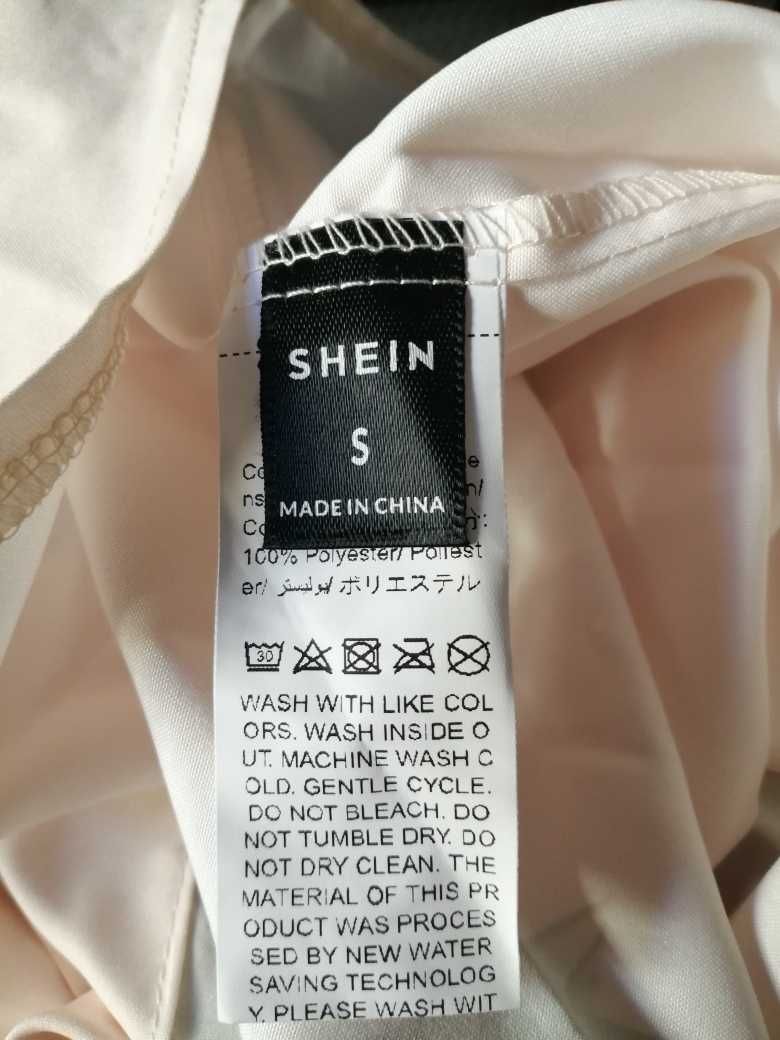 SHEIN
S
MADE IN CHINA
100% Polyester/ Poliest
er/ بوليستر/ ポリエステル
30
WASH WITH LIKE COL
ORS. WASH INSIDE O
UT. MACHINE WASH C
OLD. GENTLE CYCLE.
DO NOT BLEACH. DO
NOT TUMBLE DRY. DO
NOT DRY CLEAN. THE
MATERIAL OF THIS PR
ODUCT WAS PROCES
SED BY NEW WATER
SAVING TECHNOLOG
Y. PLEASE WASH WIT